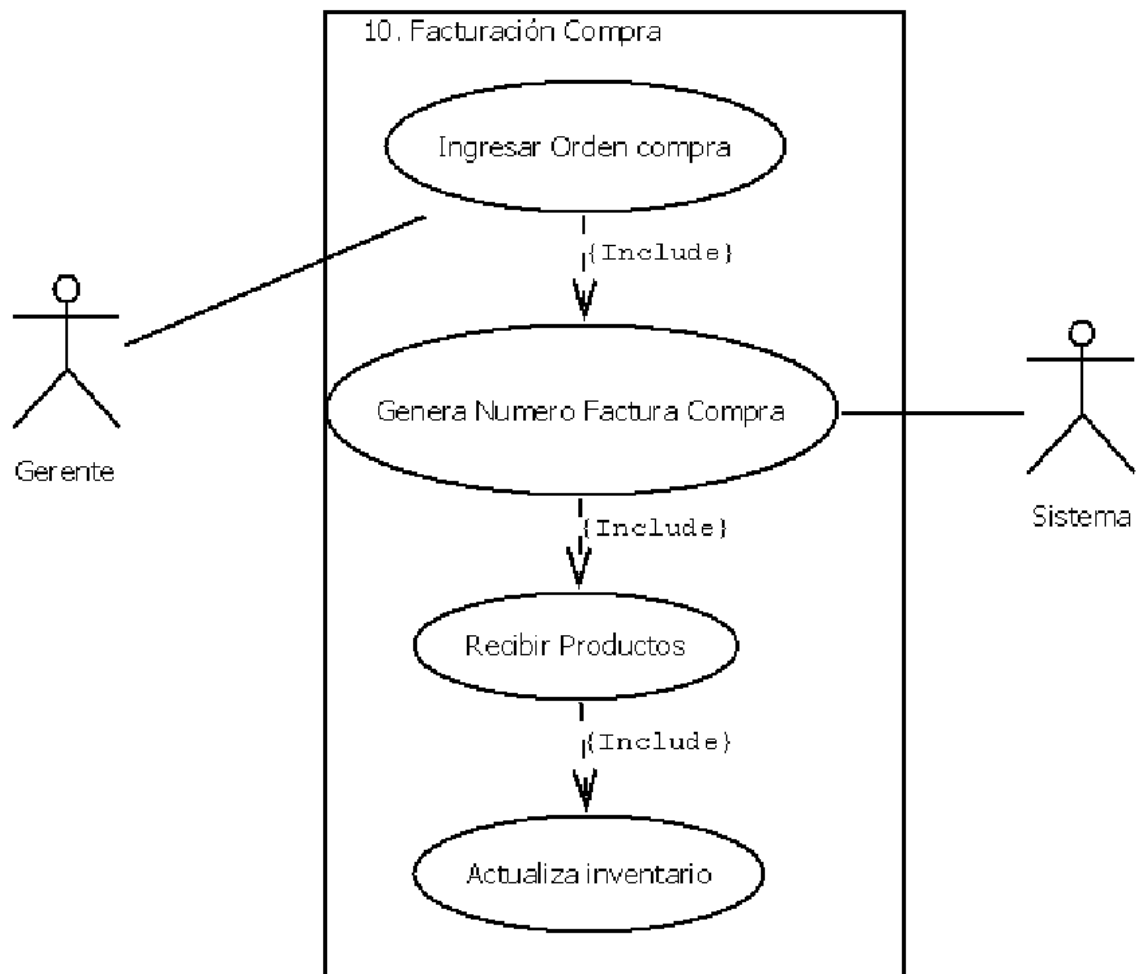 10. Facturación Compra
Ingresar Orden compra
{Include}
Genera Numero Factura Compra
Gerente
Sistema
{Include}
Recibir Productos
{Include}
Actualiza inventario